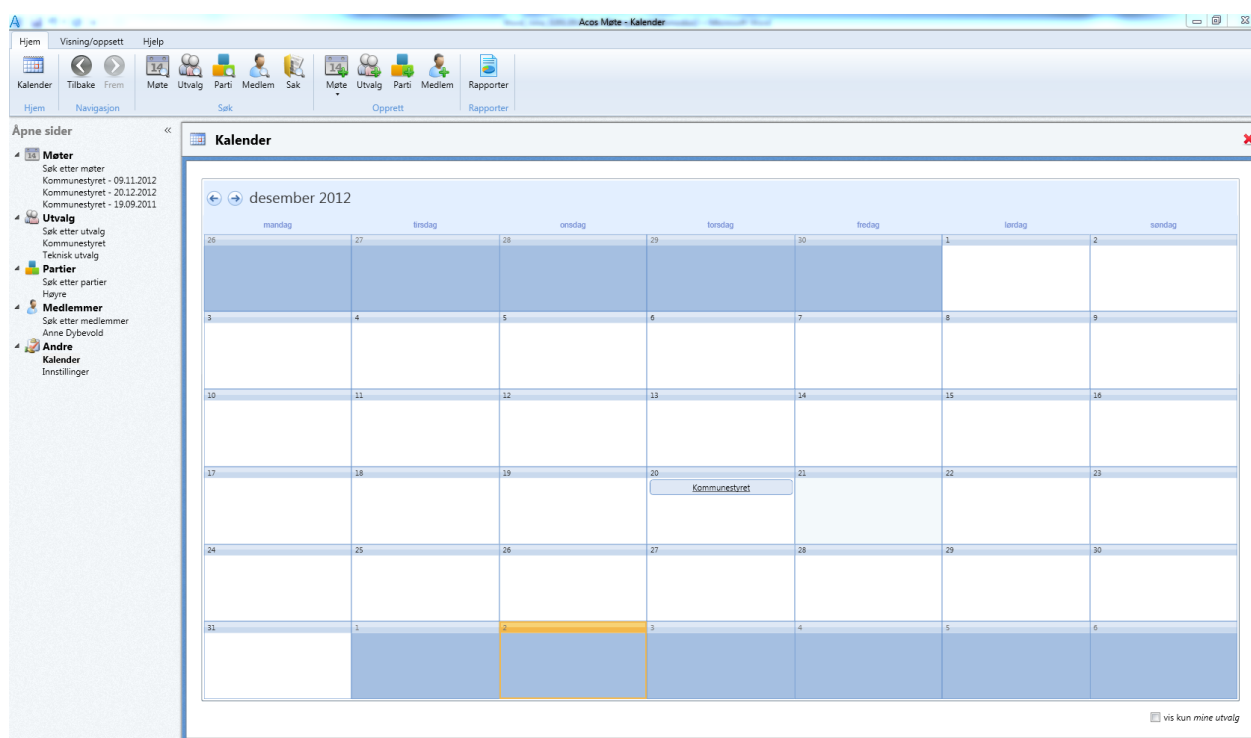 Acos Møte - Kalender
Hjem Visning/oppsett Hjelp
Kalender Tilbake Frem Møte Utvalg Parti Medlem Sak Møte Utvalg Parti Medlem Rapporter
Hjem Navigasjon Søk Opprett Rapporter
Åpne sider «
Møter
Søk etter møter
Kommunestyret - 09.11.2012
Kommunestyret - 20.12.2012
Kommunestyret - 19.09.2011
Utvalg
Søk etter utvalg
Kommunestyret
Teknisk utvalg
Partier
Søk etter partier
Høyre
Medlemmer
Søk etter medlemmer
Anne Dybevold
Andre
Kalender
Innstillinger
Kalender
desember 2012
mandag tirsdag onsdag torsdag fredag lørdag søndag
26 27 28 29 30 1 2
3 4 5 6 7 8 9
10 11 12 13 14 15 16
17 18 19 20 21 22 23
Kommunestyret
24 25 26 27 28 29 30
31 1 2 3 4 5 6
vis kun mine utvalg